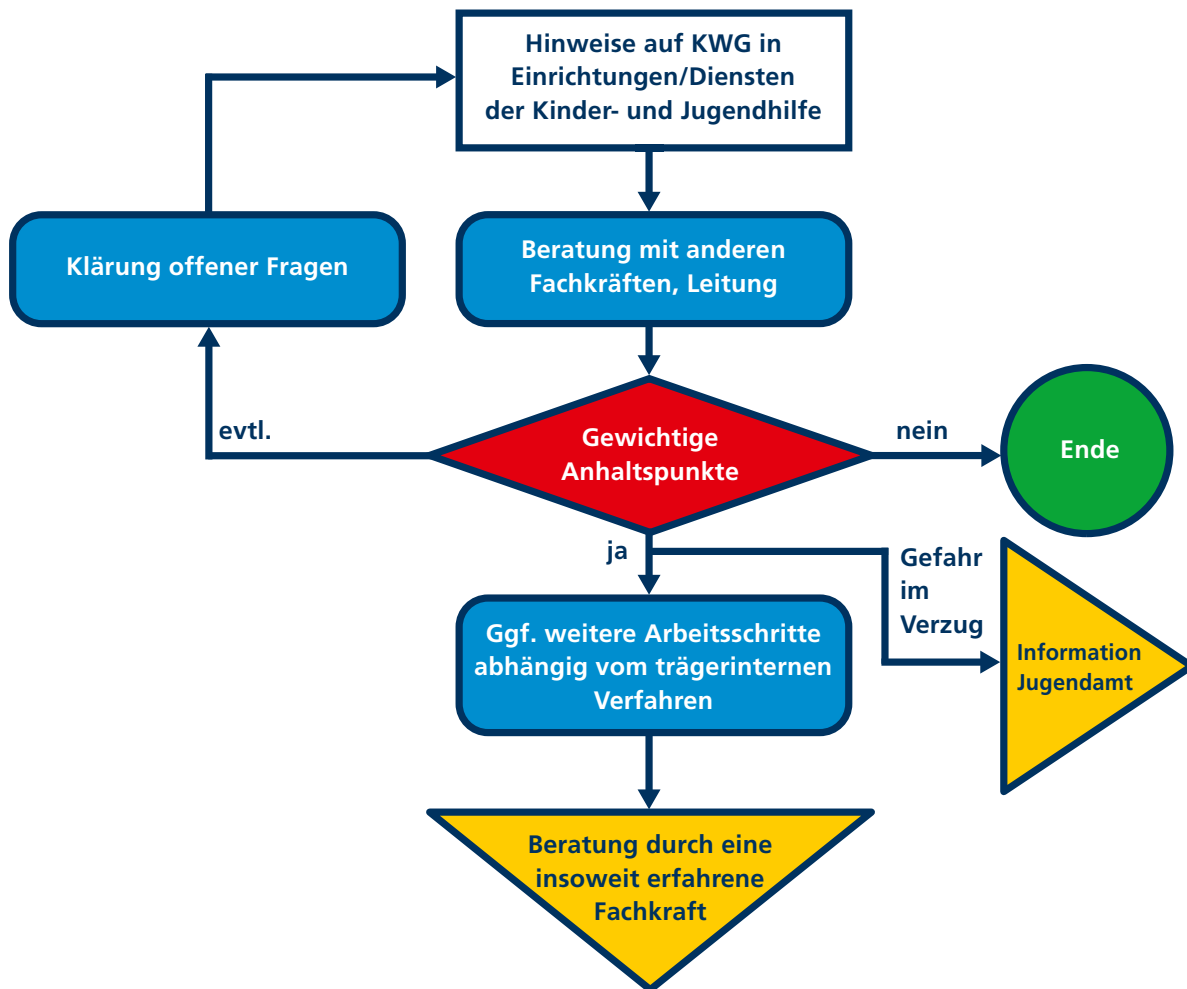 Hinweise auf KWG in
Einrichtungen/Diensten
der Kinder- und Jugendhilfe
Klärung offener Fragen
Beratung mit anderen
Fachkräften, Leitung
evtl.
Gewichtige
Anhaltspunkte
nein
Ende
ja
Gefahr
im
Verzug
Ggf. weitere Arbeitsschritte
abhängig vom trägerinternen
Verfahren
Information
Jugendamt
Beratung durch eine
insoweit erfahrene
Fachkraft